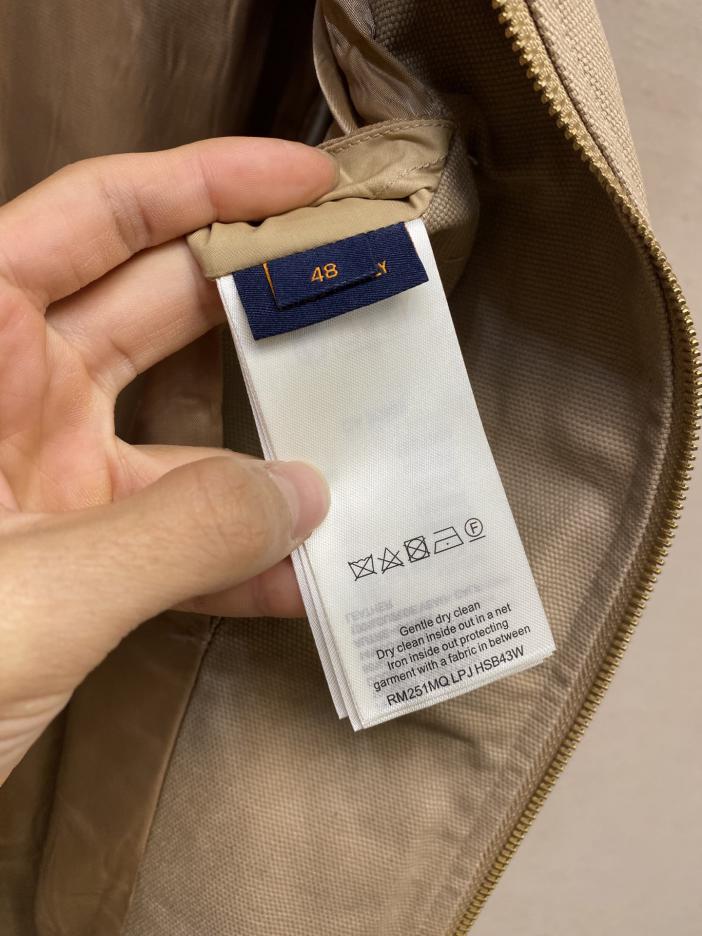 48
LY
F
Gentle dry clean
Dry clean inside out in a net
Iron inside out protecting
garment with a fabric in between
RM251MQ LPJ HSB43W